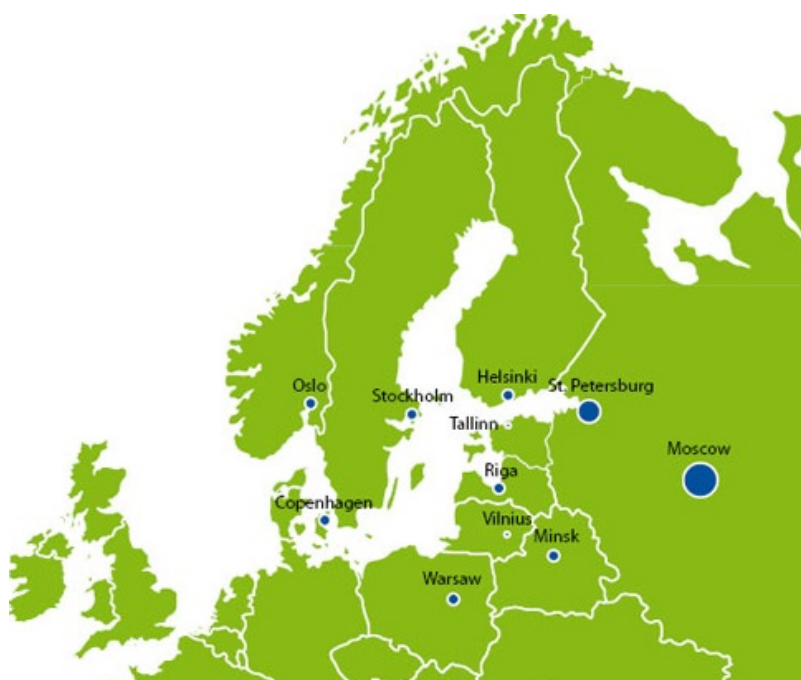 Helsinki
St. Petersburg
Oslo
Stockholm
Tallinn
Moscow
Riga
Copenhagen
Vilnius
Minsk
Warsaw